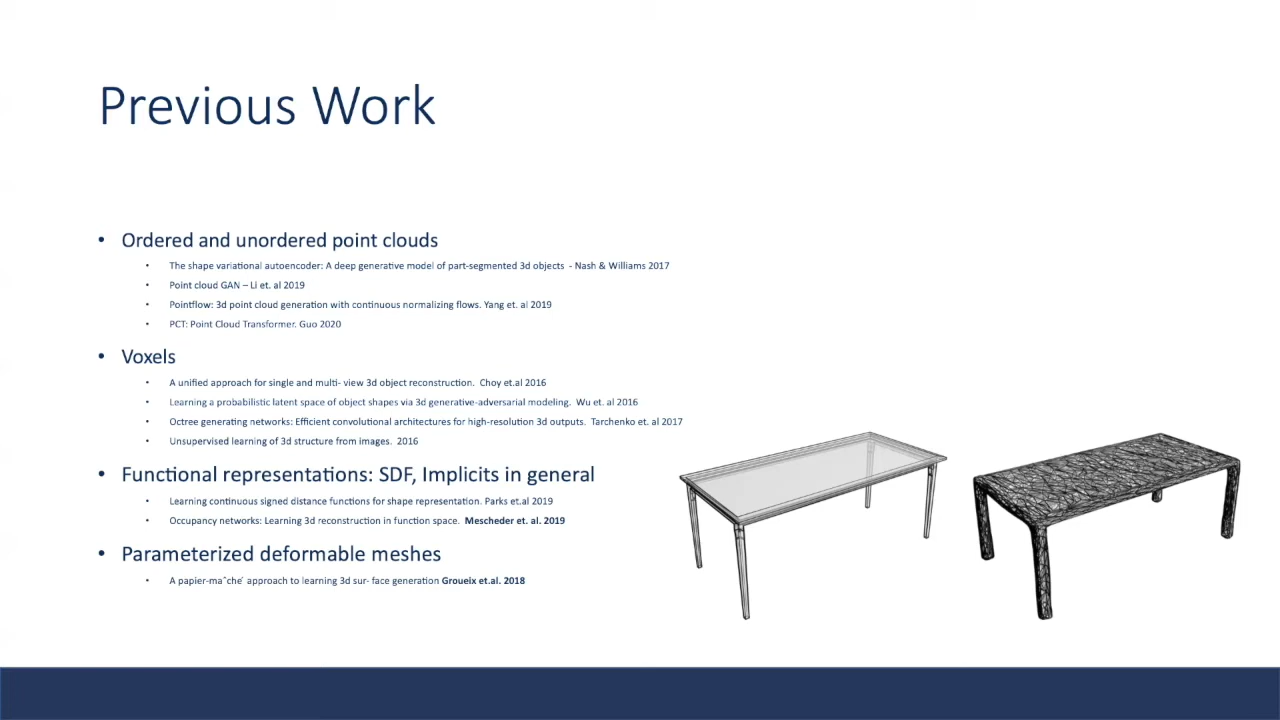 Previous Work
• Ordered and unordered point clouds
• The shape variational autoencoder: A deep generative model of part-segmented 3d objects - Nash & Williams 2017
• Point cloud GAN – Li et. al 2019
• Pointflow: 3d point cloud generation with continuous normalizing flows. Yang et. al 2019
• PCT: Point Cloud Transformer. Guo 2020
• Voxels
• A unified approach for single and multi- view 3d object reconstruction. Choy et.al 2016
• Learning a probabilistic latent space of object shapes via 3d generative-adversarial modeling. Wu et. al 2016
• Octree generating networks: Efficient convolutional architectures for high-resolution 3d outputs. Tarchenko et. al 2017
• Unsupervised learning of 3d structure from images. 2016
• Functional representations: SDF, Implicits in general
• Learning continuous signed distance functions for shape representation. Parks et.al 2019
• Occupancy networks: Learning 3d reconstruction in function space. Mescheder et. al. 2019
• Parameterized deformable meshes
• A papier-maˆche´ approach to learning 3d sur- face generation Groueix et.al. 2018